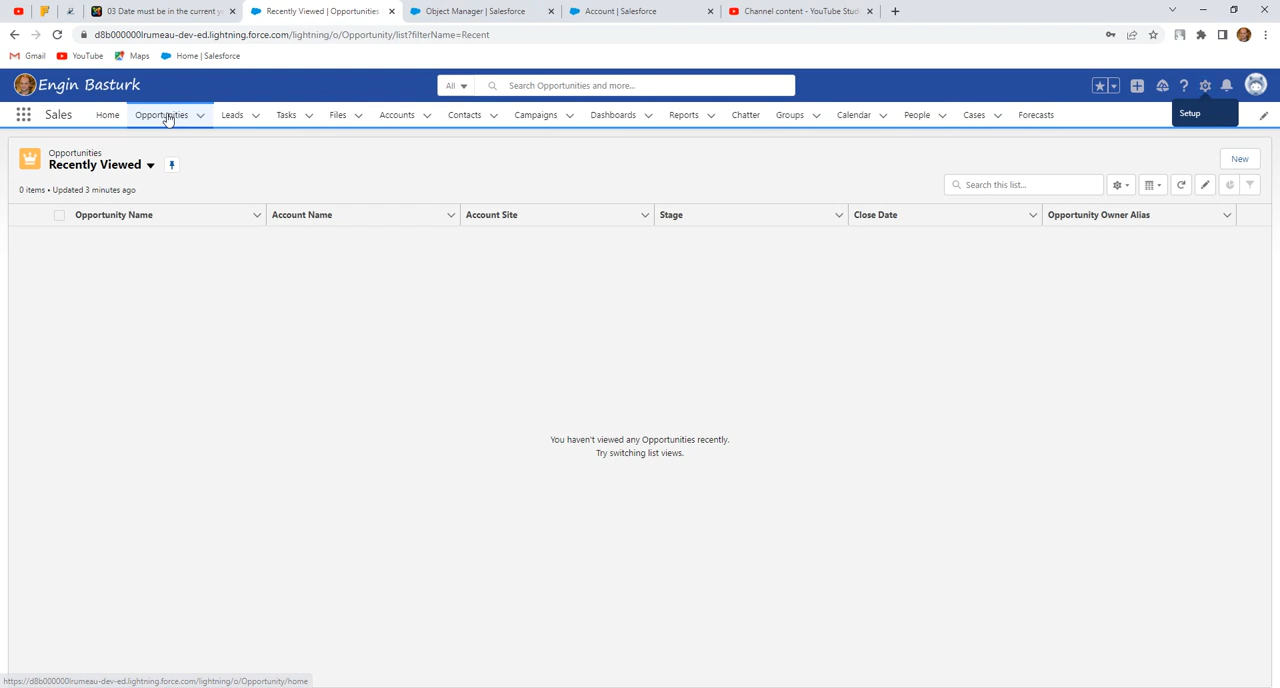 03 Date must be in the current y
Recently Viewed | Opportunities
Object Manager | Salesforce
Account | Salesforce
Channel content - YouTube Stud
d8b000000lrumeau-dev-ed.lightning.force.com/lightning/o/Opportunity/list?filterName=Recent
Gmail
YouTube
Maps
Home | Salesforce
Engin Basturk
All
Search Opportunities and more...
Sales
Home
Opportunities
Leads
Tasks
Files
Accounts
Contacts
Campaigns
Dashboards
Reports
Chatter
Groups
Calendar
People
Cases
Forecasts
Setup
Opportunities
Recently Viewed
New
0 items • Updated 3 minutes ago
Search this list...
Opportunity Name
Account Name
Account Site
Stage
Close Date
Opportunity Owner Alias
You haven't viewed any Opportunities recently.
Try switching list views.
https://d8b000000lrumeau-dev-ed.lightning.force.com/lightning/o/Opportunity/home